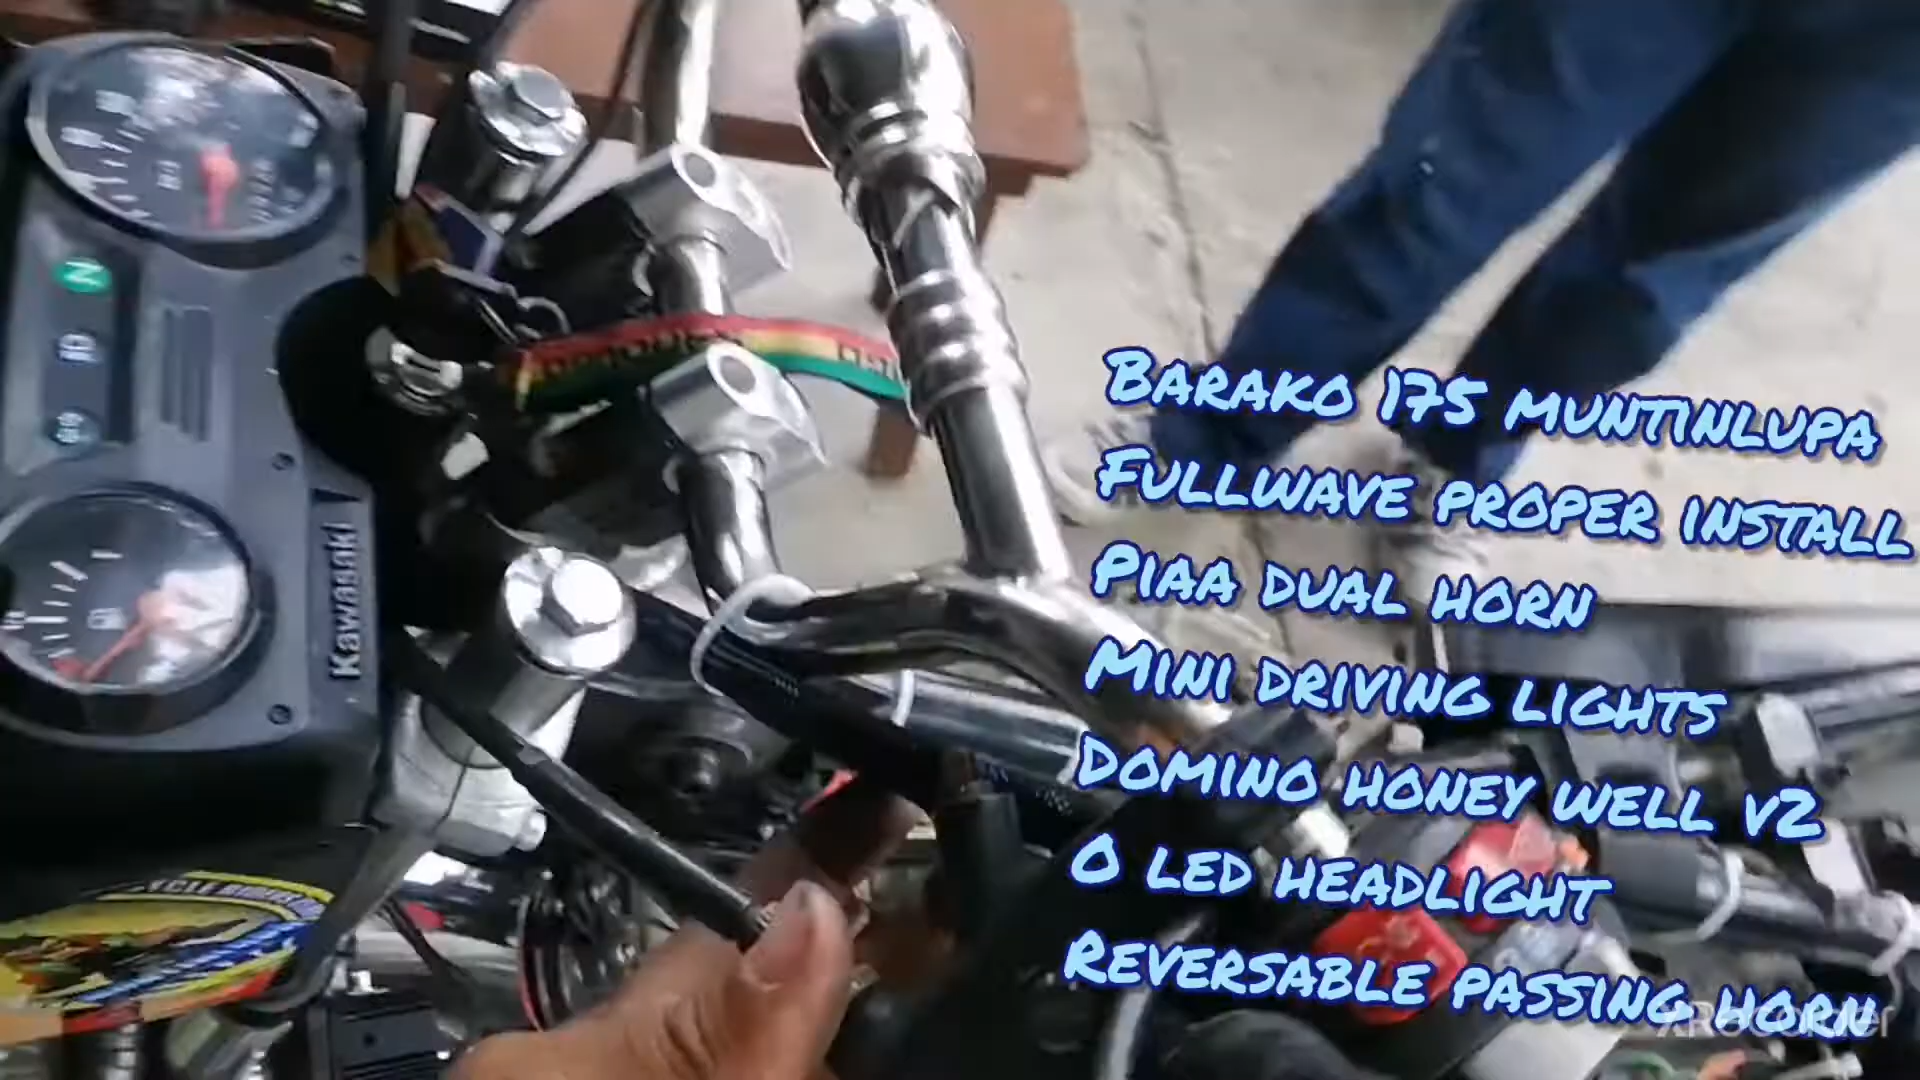 Barako 175 muntinlupa
Fullwave proper install
Piaa dual horn
Mini driving lights
Domino honey well v2
O led headlight
Reversable passing horn
XRecorder
Kawasaki
N